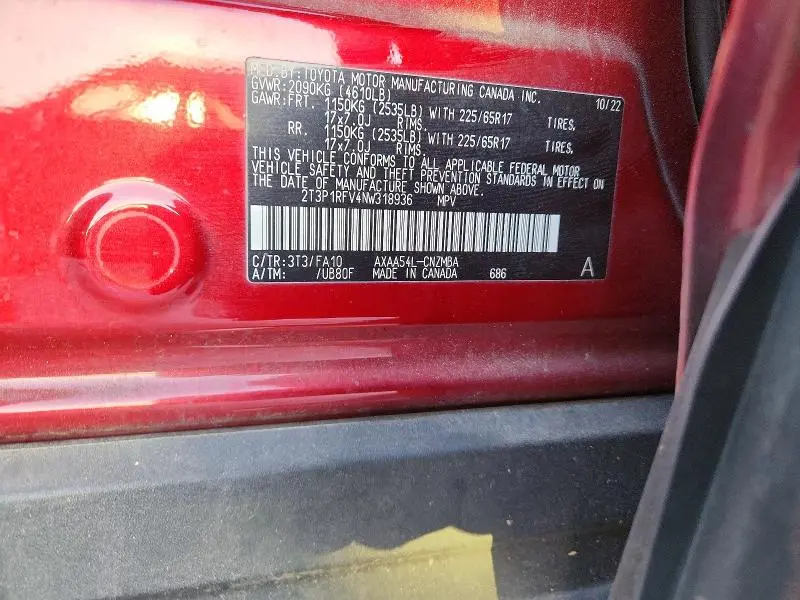 MFD. BY: TOYOTA MOTOR MANUFACTURING CANADA INC. 10/22
GVWR: 2090KG (4610LB)
GAWR: FRT. 1150KG (2535LB) WITH 225/65R17 TIRES,
17x7.0J RIMS
RR. 1150KG (2535LB) WITH 225/65R17 TIRES,
17x7.0J RIMS
THIS VEHICLE CONFORMS TO ALL APPLICABLE FEDERAL MOTOR
VEHICLE SAFETY AND THEFT PREVENTION STANDARDS IN EFFECT ON
THE DATE OF MANUFACTURE SHOWN ABOVE.
2T3P1RFV4NW318936 MPV
C/TR: 3T3/FA10 AXAA54L-CNZMBA
A/TM: /UB80F MADE IN CANADA 686 A